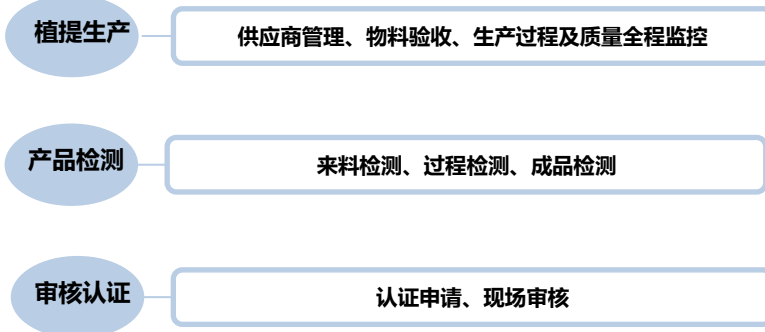 植提生产
供应商管理、物料验收、生产过程及质量全程监控
产品检测
来料检测、过程检测、成品检测
审核认证
认证申请、现场审核